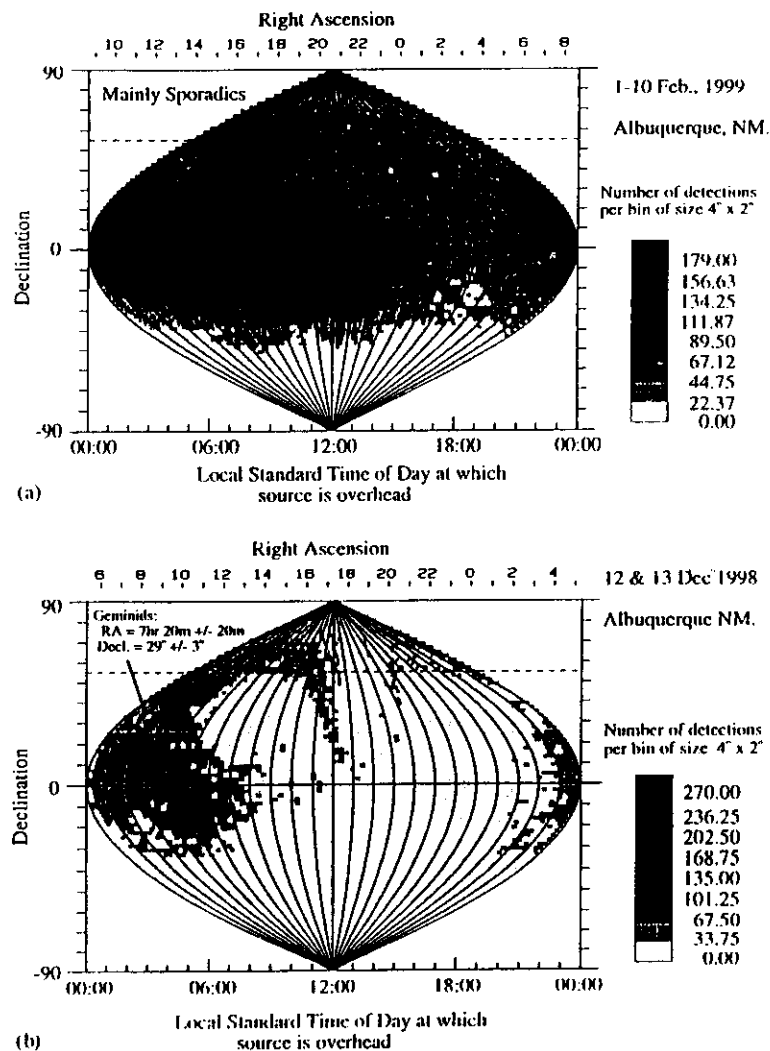 Right Ascension
10 12 14 16 18 20 22 0 2 4 6 8
90
Mainly Sporadics
1-10 Feb., 1999
Albuquerque, NM.
Number of detections
per bin of size 4° x 2°
Declination
0
179.00
156.63
134.25
111.87
89.50
67.12
44.75
22.37
0.00
-90
00:00 06:00 12:00 18:00 00:00
Local Standard Time of Day at which
source is overhead
(a)
Right Ascension
6 8 10 12 14 16 18 20 22 0 2 4
12 & 13 Dec 1998
90
Geminids:
RA = 7hr 20m +/- 20m
Decl. = 29° +/- 3°
Albuquerque NM.
Number of detections
per bin of size 4° x 2°
Declination
0
270.00
236.25
202.50
168.75
135.00
101.25
67.50
33.75
0.00
-90
00:00 06:00 12:00 18:00 00:00
Local Standard Time of Day at which
source is overhead
(b)